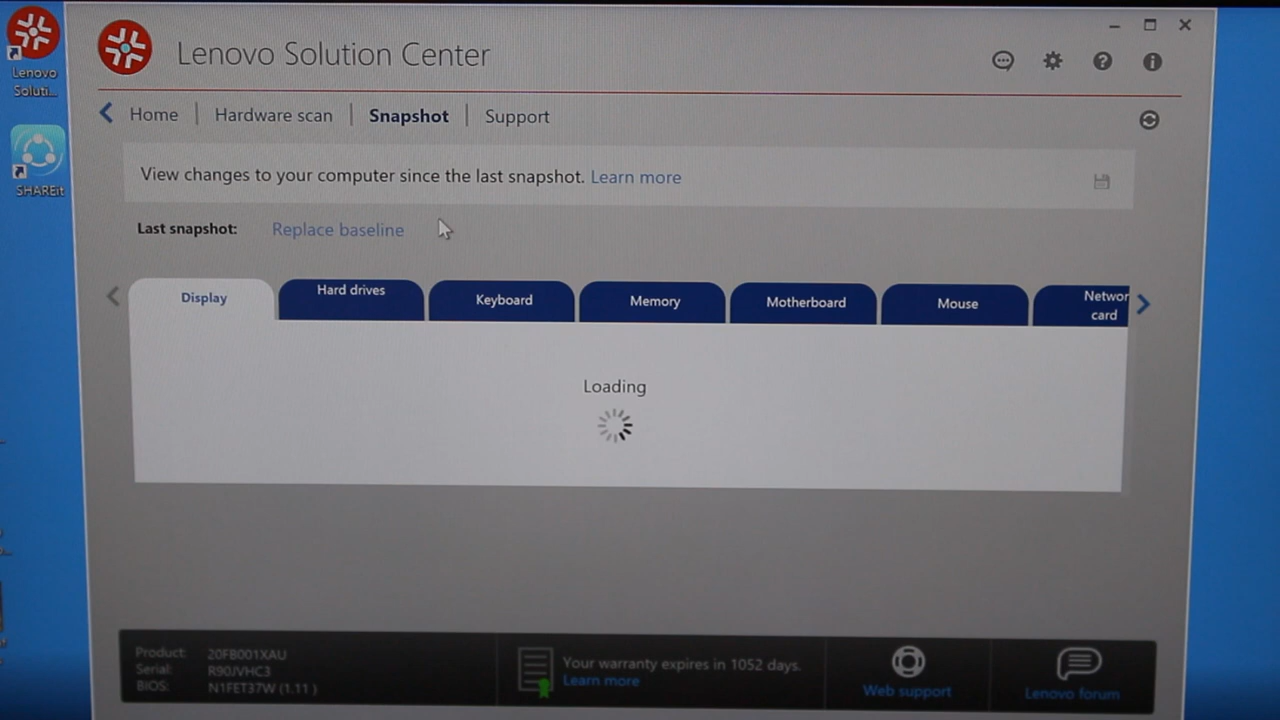 Lenovo
Soluti...
SHAREit
Lenovo Solution Center
Home
Hardware scan
Snapshot
Support
View changes to your computer since the last snapshot. Learn more
Last snapshot:
Replace baseline
Display
Hard drives
Keyboard
Memory
Motherboard
Mouse
Networ
card
Loading
Product: 20FB001XAU
Serial: R90JVHC3
BIOS: N1FET37W (1.11 )
Your warranty expires in 1052 days.
Learn more
Web support
Lenovo forum